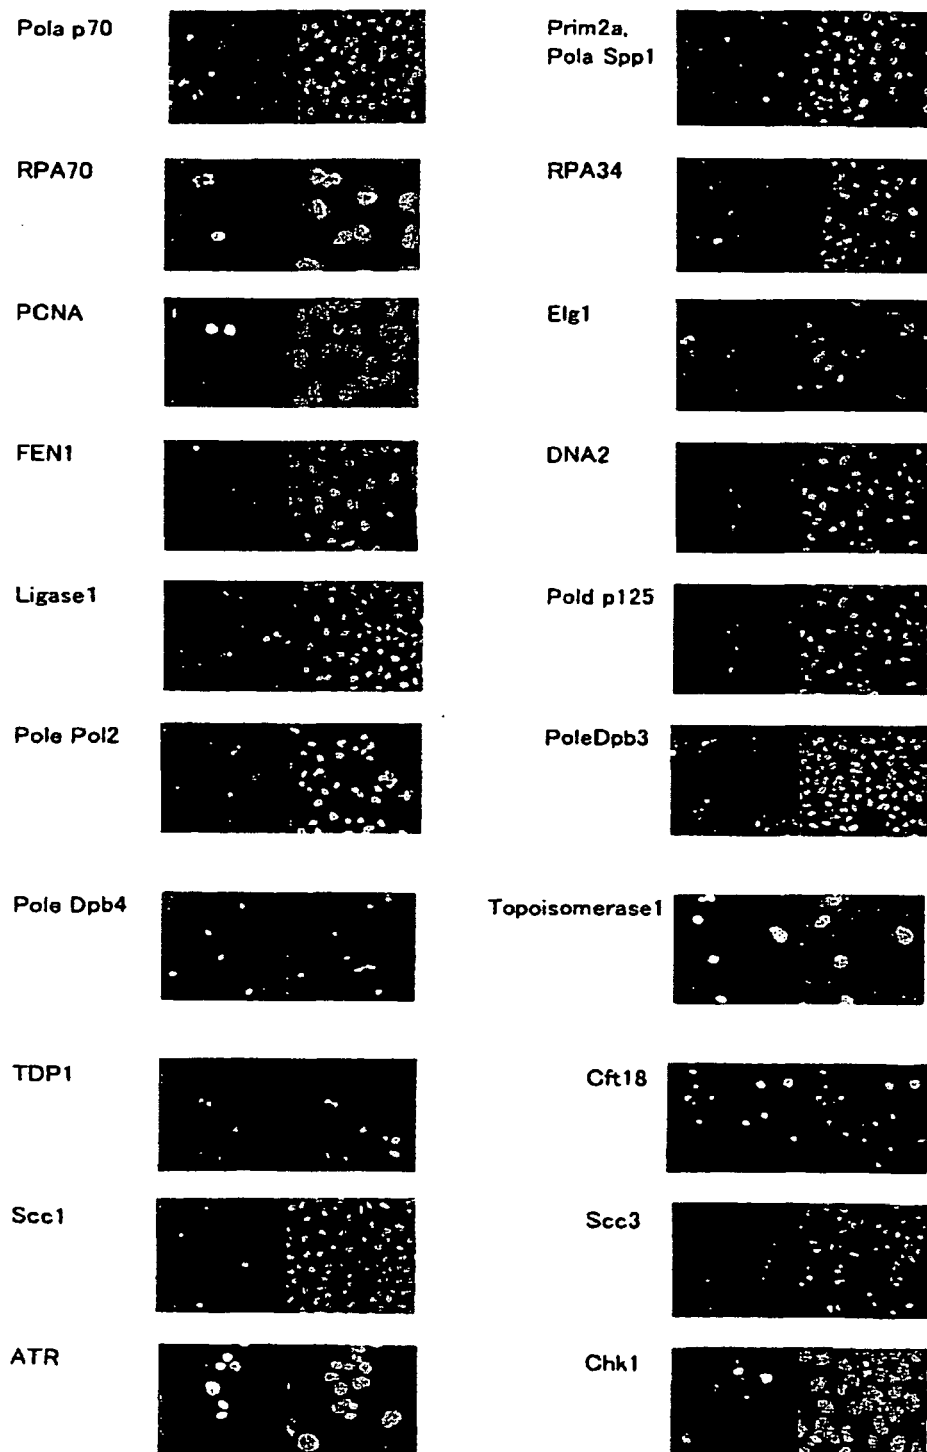 Pola p70
Prim2a,
Pola Spp1
RPA70
RPA34
PCNA
Elg1
FEN1
DNA2
Ligase1
Pold p125
Pole Pol2
PoleDpb3
Pole Dpb4
Topoisomerase1
TDP1
Cft18
Scc1
Scc3
ATR
Chk1